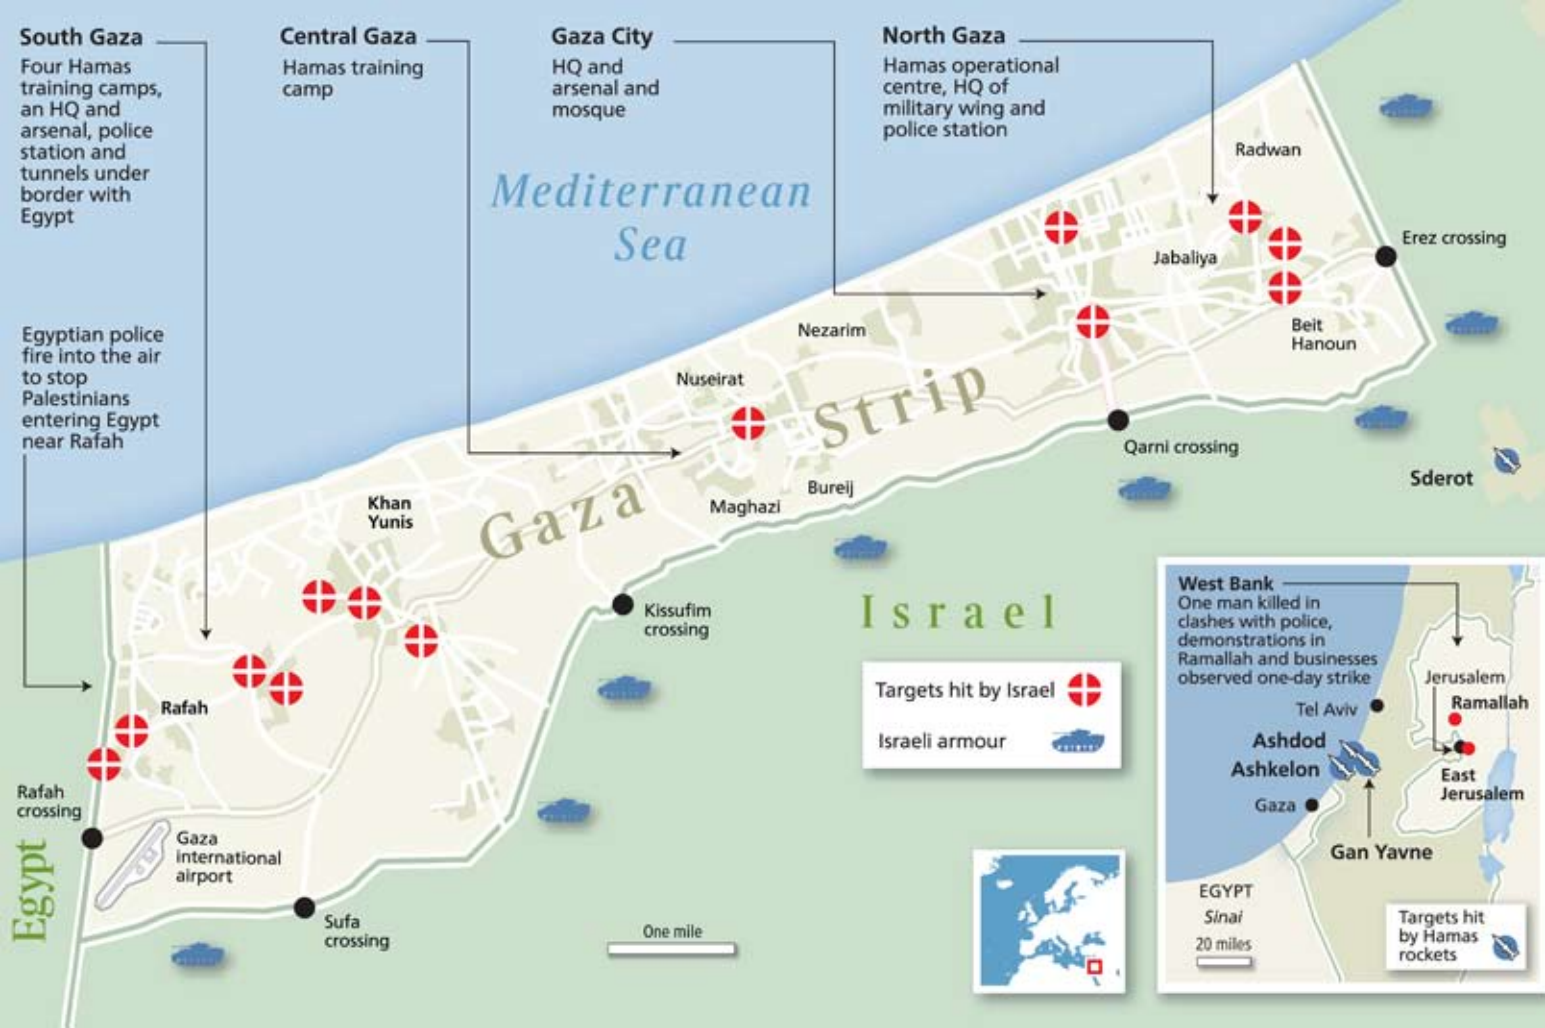 South Gaza
Four Hamas
training camps,
an HQ and
arsenal, police
station and
tunnels under
border with
Egypt
Central Gaza
Hamas training
camp
Gaza City
HQ and
arsenal and
mosque
North Gaza
Hamas operational
centre, HQ of
military wing and
police station
Mediterranean
Sea
Radwan
Erez crossing
Jabaliya
Beit
Hanoun
Nezarim
Nuseirat
Egyptian police
fire into the air
to stop
Palestinians
entering Egypt
near Rafah
Gaza Strip
Qarni crossing
Sderot
Bureij
Maghazi
Khan
Yunis
Kissufim
crossing
Israel
Rafah
Rafah
crossing
Gaza
international
airport
Egypt
Sufa
crossing
One mile
Targets hit by Israel
Israeli armour
West Bank
One man killed in
clashes with police,
demonstrations in
Ramallah and businesses
observed one-day strike
Jerusalem
Ramallah
Tel Aviv
Ashdod
Ashkelon
East
Jerusalem
Gaza
Gan Yavne
EGYPT
Sinai
20 miles
Targets hit
by Hamas
rockets